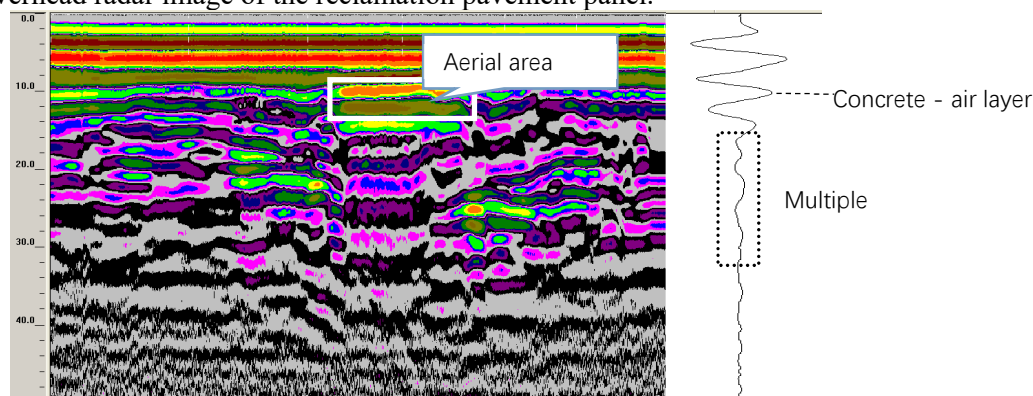 verhead radar image of the reclamation pavement panel.
0.0
Aerial area
10.0
Concrete - air layer
20.0
Multiple
30.0
40.0